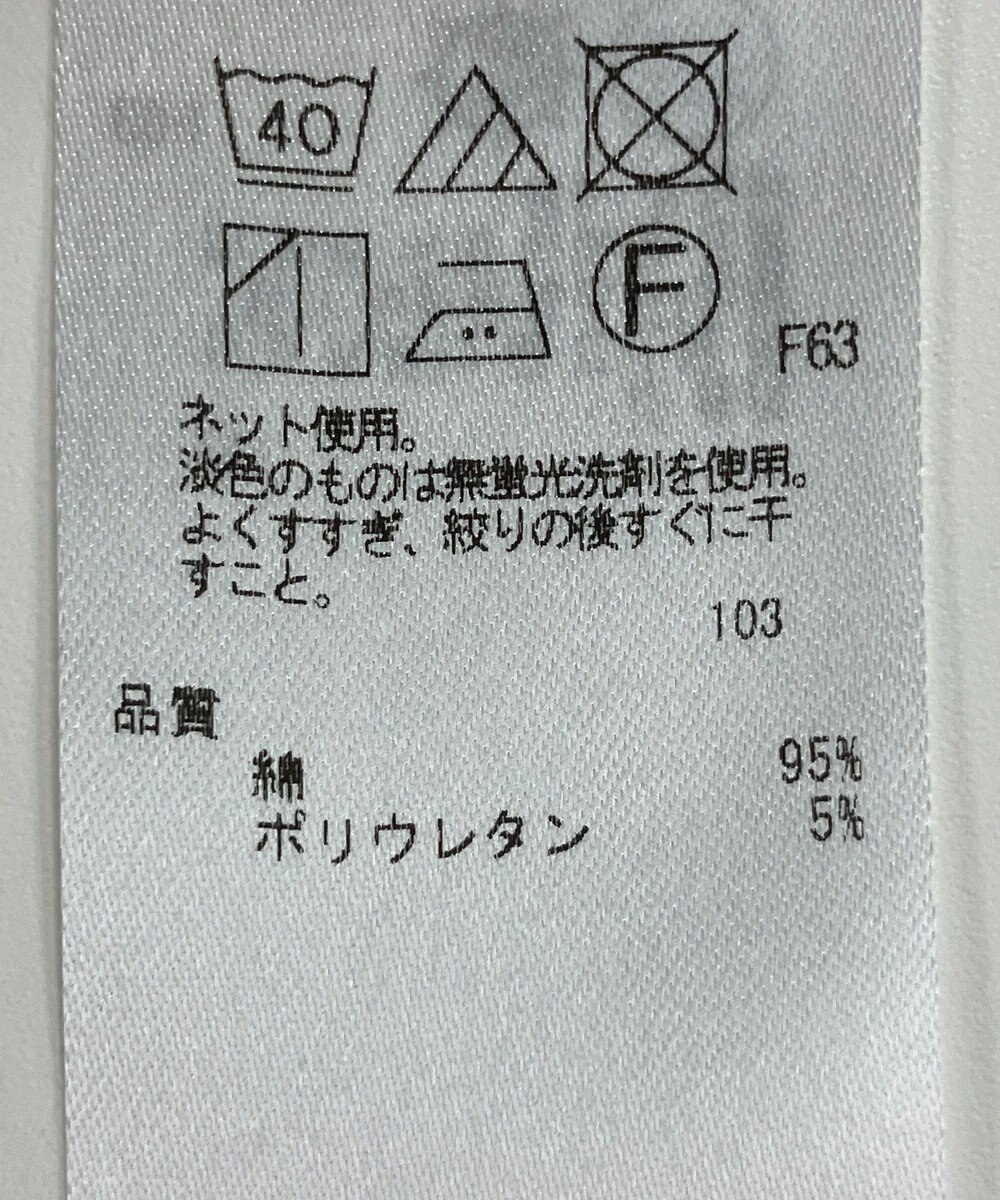 40
F
F63
ネット使用。
淡色のものは無蛍光洗剤を使用。
よくすすぎ、絞りの後すぐに干
すこと。
103
品質
綿 95%
ポリウレタン 5%